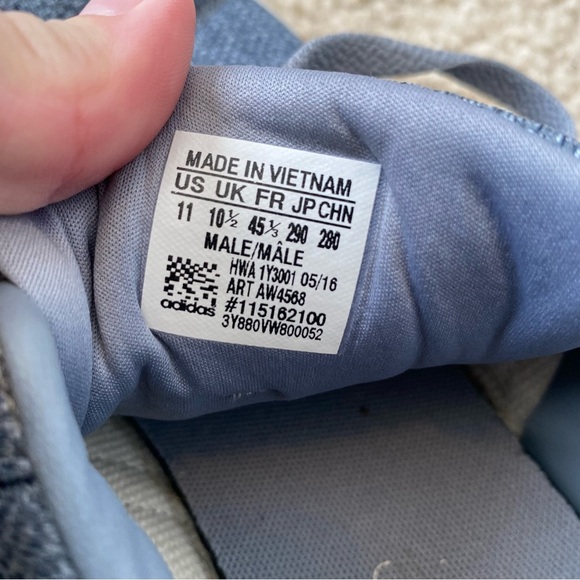 MADE IN VIETNAM
US UK FR JP CHN
11 10½ 45⅓ 290 280
MALE/MÂLE
HWA 1Y3001 05/16
ART AW4568
#115162100
3Y880VW800052
adidas